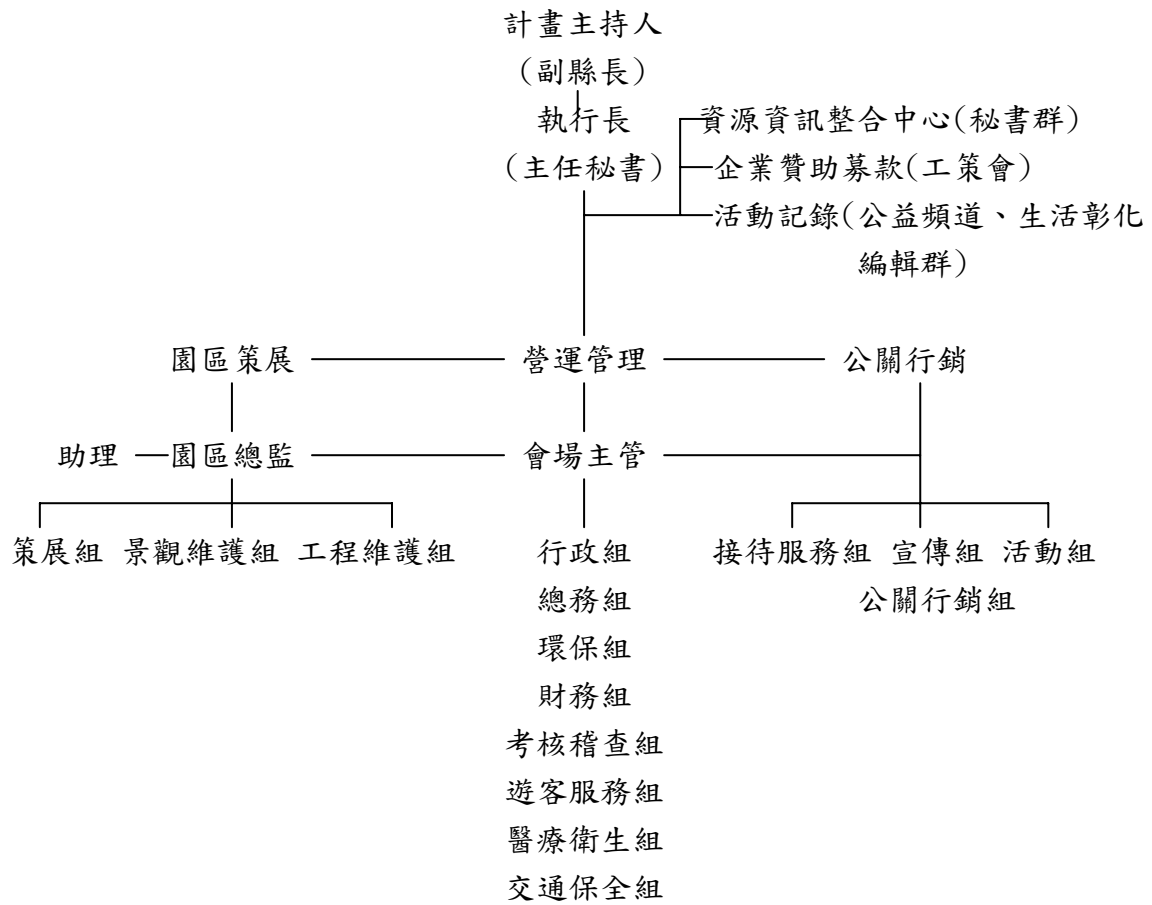 計畫主持人
(副縣長)
執行長
(主任秘書)
資源資訊整合中心(秘書群)
企業贊助募款(工策會)
活動記錄(公益頻道、生活彰化
編輯群)
園區策展 營運管理 公關行銷
助理 園區總監 會場主管
策展組 景觀維護組 工程維護組 行政組 接待服務組 宣傳組 活動組
總務組 公關行銷組
環保組
財務組
考核稽查組
遊客服務組
醫療衛生組
交通保全組